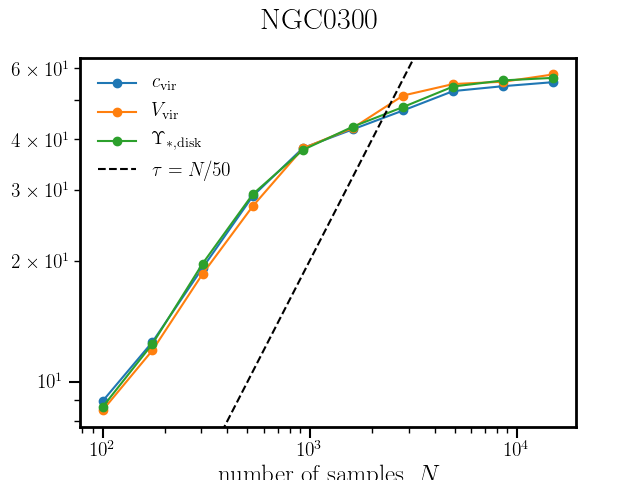 NGC0300
6 × 10¹
4 × 10¹
3 × 10¹
2 × 10¹
10¹
c_vir
V_vir
Υ_*,disk
τ = N/50
10² 10³ 10⁴
number of samples, N